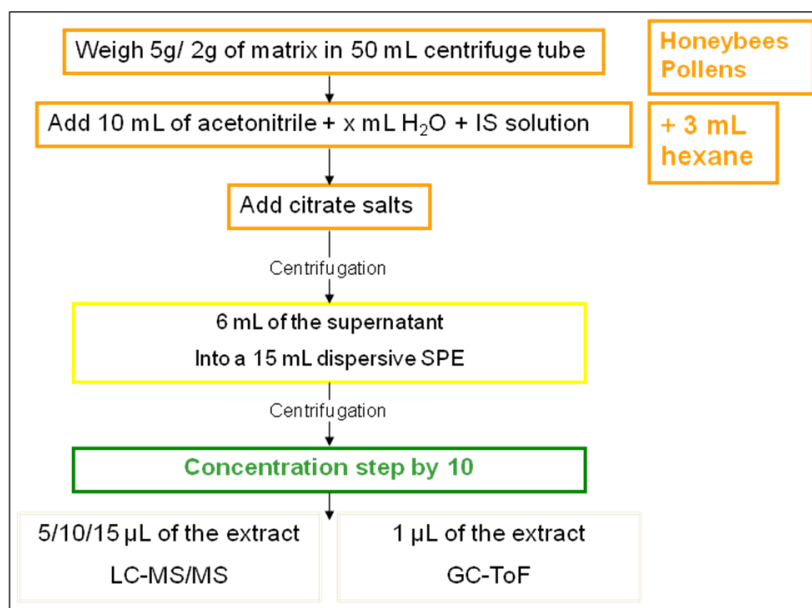 Weigh 5g/ 2g of matrix in 50 mL centrifuge tube
Honeybees
Pollens
Add 10 mL of acetonitrile + x mL H₂O + IS solution
+ 3 mL
hexane
Add citrate salts
Centrifugation
6 mL of the supernatant
Into a 15 mL dispersive SPE
Centrifugation
Concentration step by 10
5/10/15 µL of the extract
LC-MS/MS
1 µL of the extract
GC-ToF